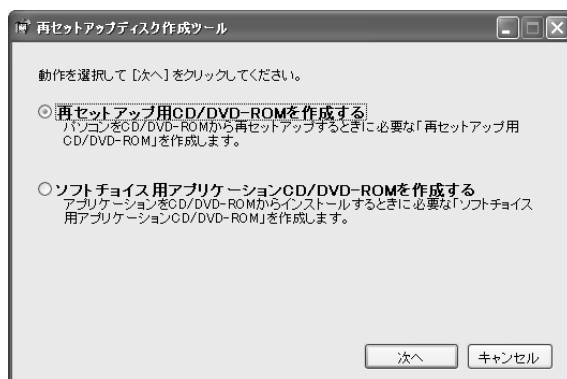 再セットアップディスク作成ツール
動作を選択して [次へ] をクリックしてください。
再セットアップ用CD/DVD-ROMを作成する
パソコンをCD/DVD-ROMから再セットアップするときに必要な「再セットアップ用
CD/DVD-ROM」を作成します。
ソフトチョイス用アプリケーションCD/DVD-ROMを作成する
アプリケーションをCD/DVD-ROMからインストールするときに必要な「ソフトチョイス
用アプリケーションCD/DVD-ROM」を作成します。
次へ
キャンセル